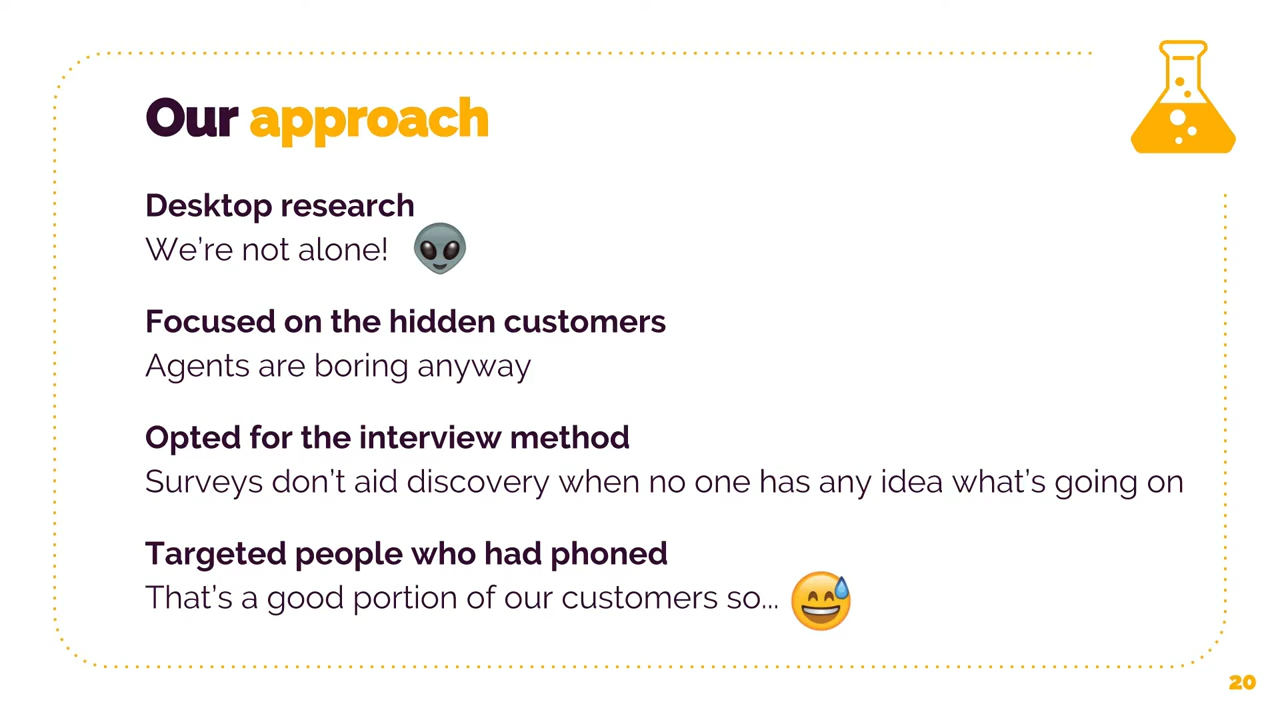 Our approach
Desktop research
We're not alone! 👽
Focused on the hidden customers
Agents are boring anyway
Opted for the interview method
Surveys don't aid discovery when no one has any idea what's going on
Targeted people who had phoned
That's a good portion of our customers so... 😅
20